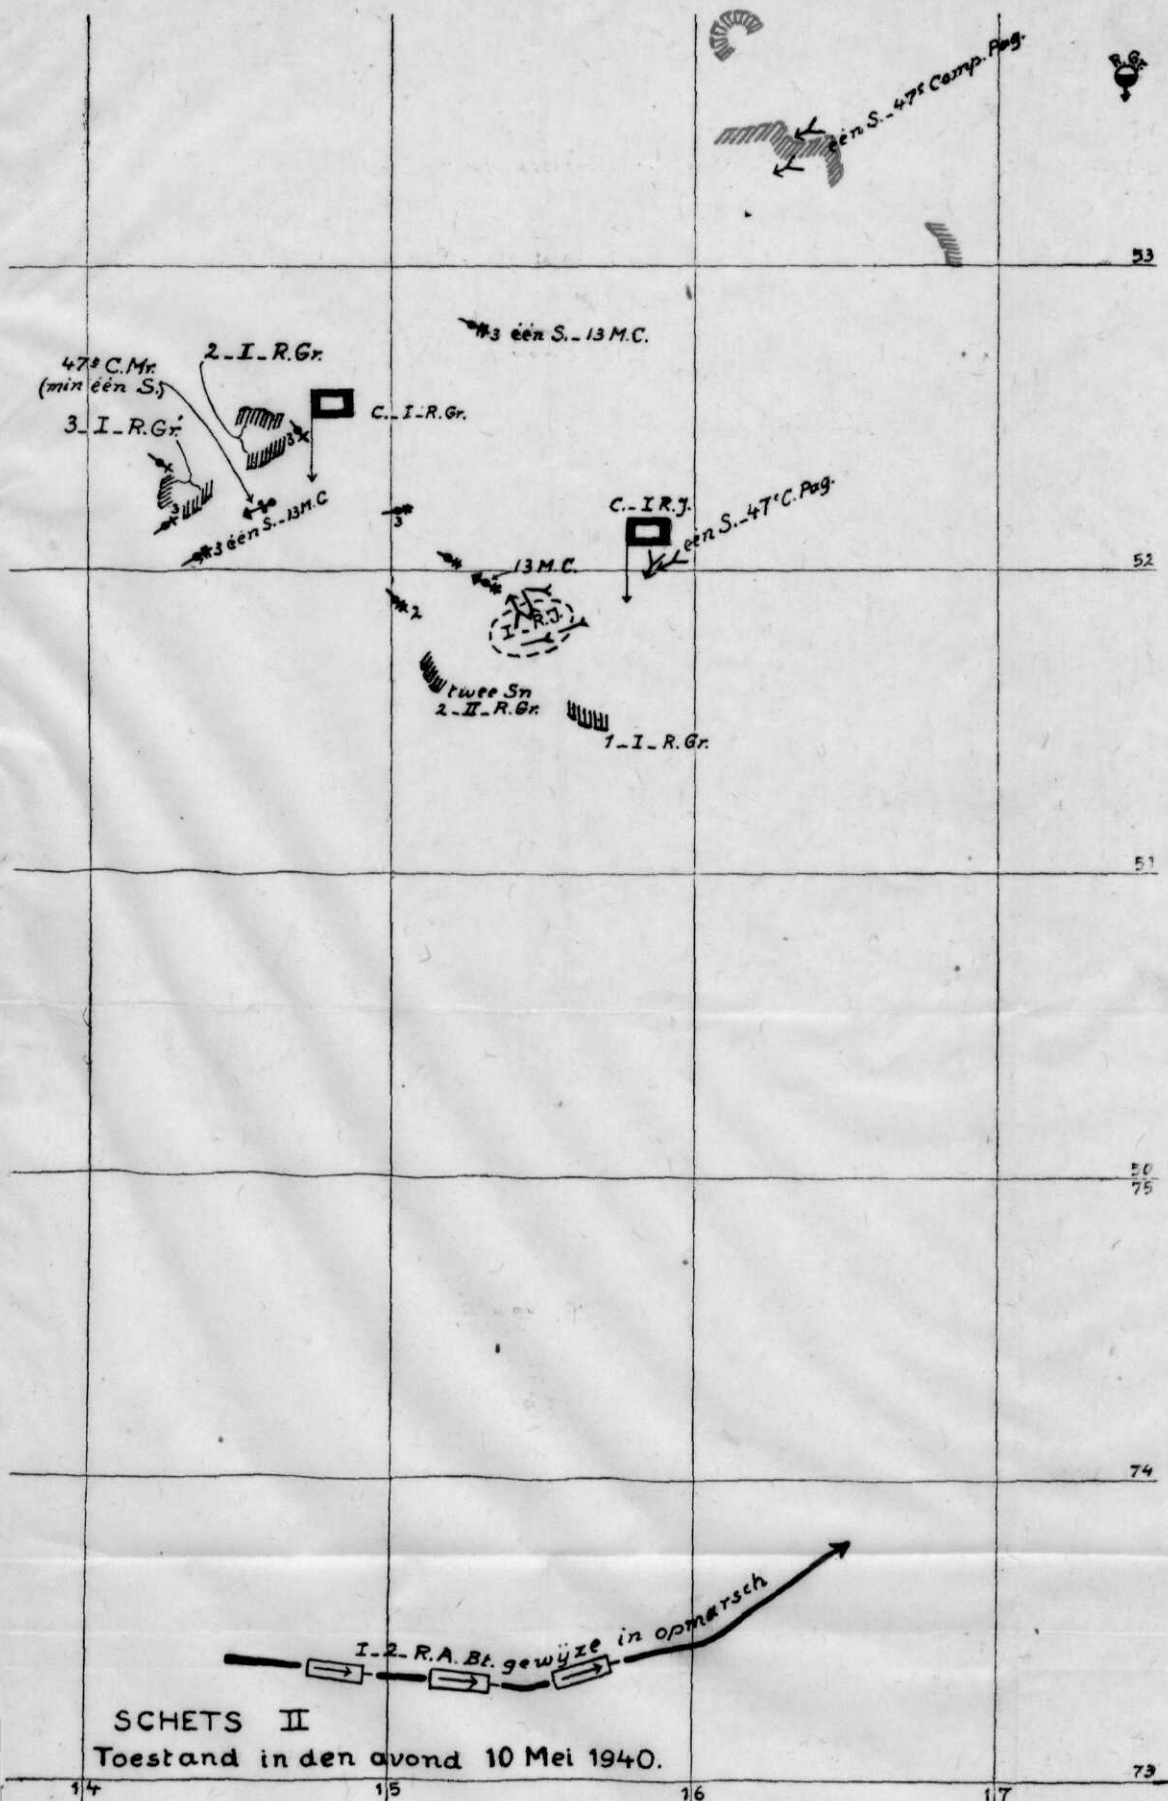 R.Gr.
één S._47e Comp. Pag.
53
3 één S._13 M.C.
2_I_R.Gr.
47e C.Mr.
(min één S.)
C._I_R.Gr.
3_I_R.Gr.
3
3
3
3 één S._13 M.C
3
C._I R.J.
één S._47e C.Pag.
52
13 M.C.
2
I_R.J.
twee Sn
2_II_R.Gr.
1_I_R.Gr.
51
50
75
74
I_2_R.A.Bt. gewijze in opmarsch
SCHETS II
Toestand in den avond 10 Mei 1940.
73
14
15
16
17